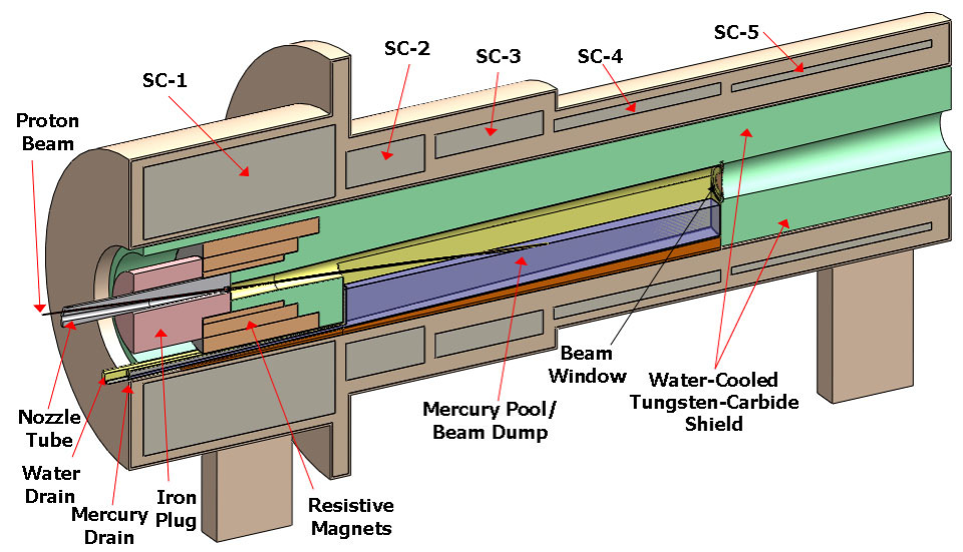 SC-1
SC-2
SC-3
SC-4
SC-5
Proton
Beam
Nozzle
Tube
Water
Drain
Mercury
Drain
Iron
Plug
Resistive
Magnets
Mercury Pool/
Beam Dump
Beam
Window
Water-Cooled
Tungsten-Carbide
Shield